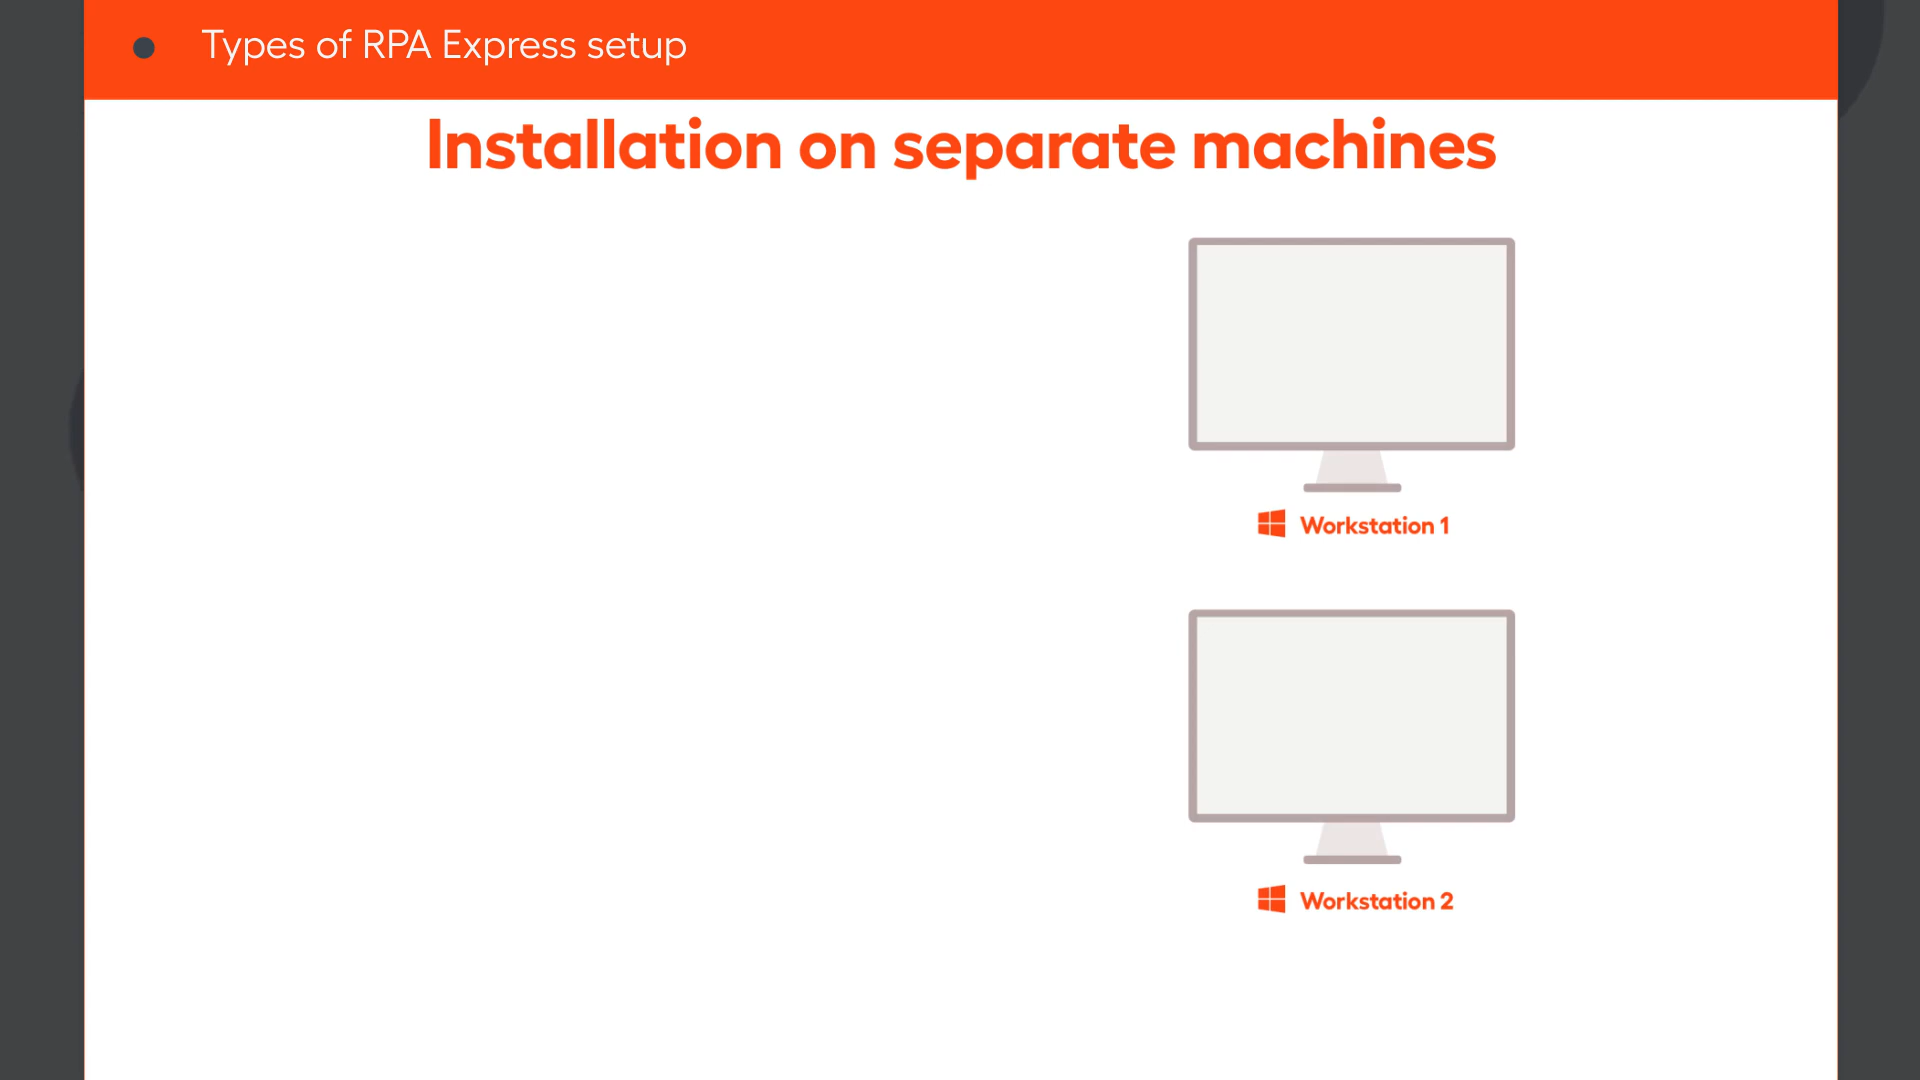 Types of RPA Express setup
Installation on separate machines
Workstation 1
Workstation 2